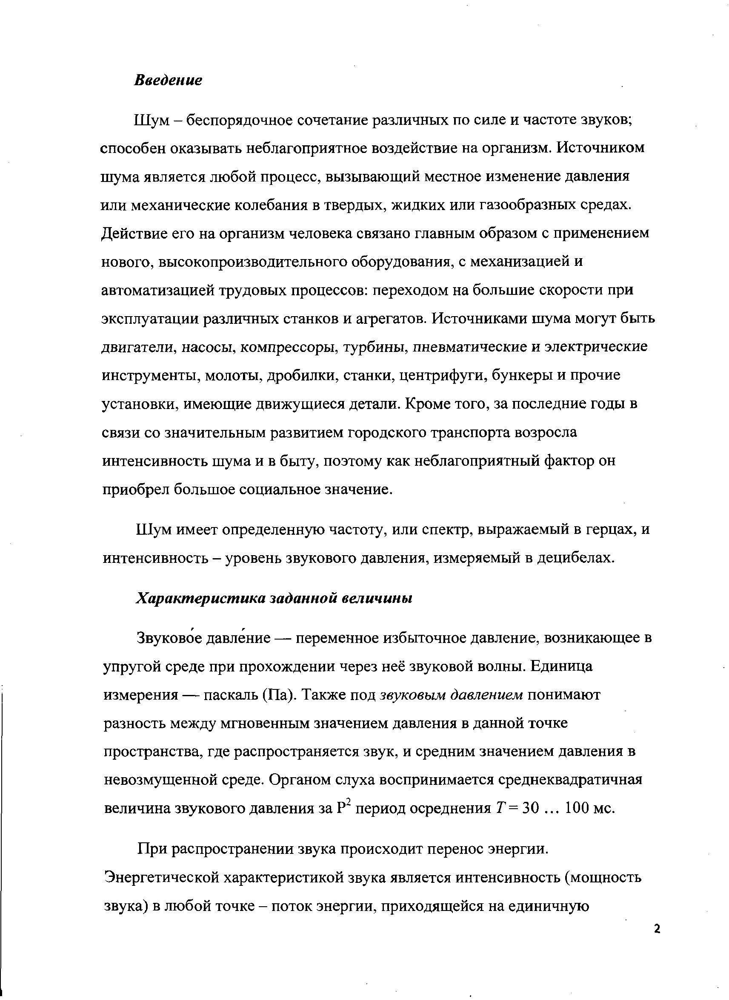 Введение
Шум – беспорядочное сочетание различных по силе и частоте звуков;
способен оказывать неблагоприятное воздействие на организм. Источником
шума является любой процесс, вызывающий местное изменение давления
или механические колебания в твердых, жидких или газообразных средах.
Действие его на организм человека связано главным образом с применением
нового, высокопроизводительного оборудования, с механизацией и
автоматизацией трудовых процессов: переходом на большие скорости при
эксплуатации различных станков и агрегатов. Источниками шума могут быть
двигатели, насосы, компрессоры, турбины, пневматические и электрические
инструменты, молоты, дробилки, станки, центрифуги, бункеры и прочие
установки, имеющие движущиеся детали. Кроме того, за последние годы в
связи со значительным развитием городского транспорта возросла
интенсивность шума и в быту, поэтому как неблагоприятный фактор он
приобрел большое социальное значение.
Шум имеет определенную частоту, или спектр, выражаемый в герцах, и
интенсивность – уровень звукового давления, измеряемый в децибелах.
Характеристика заданной величины
Звуково́е давле́ние — переменное избыточное давление, возникающее в
упругой среде при прохождении через неё звуковой волны. Единица
измерения — паскаль (Па). Также под звуковым давлением понимают
разность между мгновенным значением давления в данной точке
пространства, где распространяется звук, и средним значением давления в
невозмущенной среде. Органом слуха воспринимается среднеквадратичная
величина звукового давления за P² период осреднения T = 30 … 100 мс.
При распространении звука происходит перенос энергии.
Энергетической характеристикой звука является интенсивность (мощность
звука) в любой точке – поток энергии, приходящейся на единичную
2